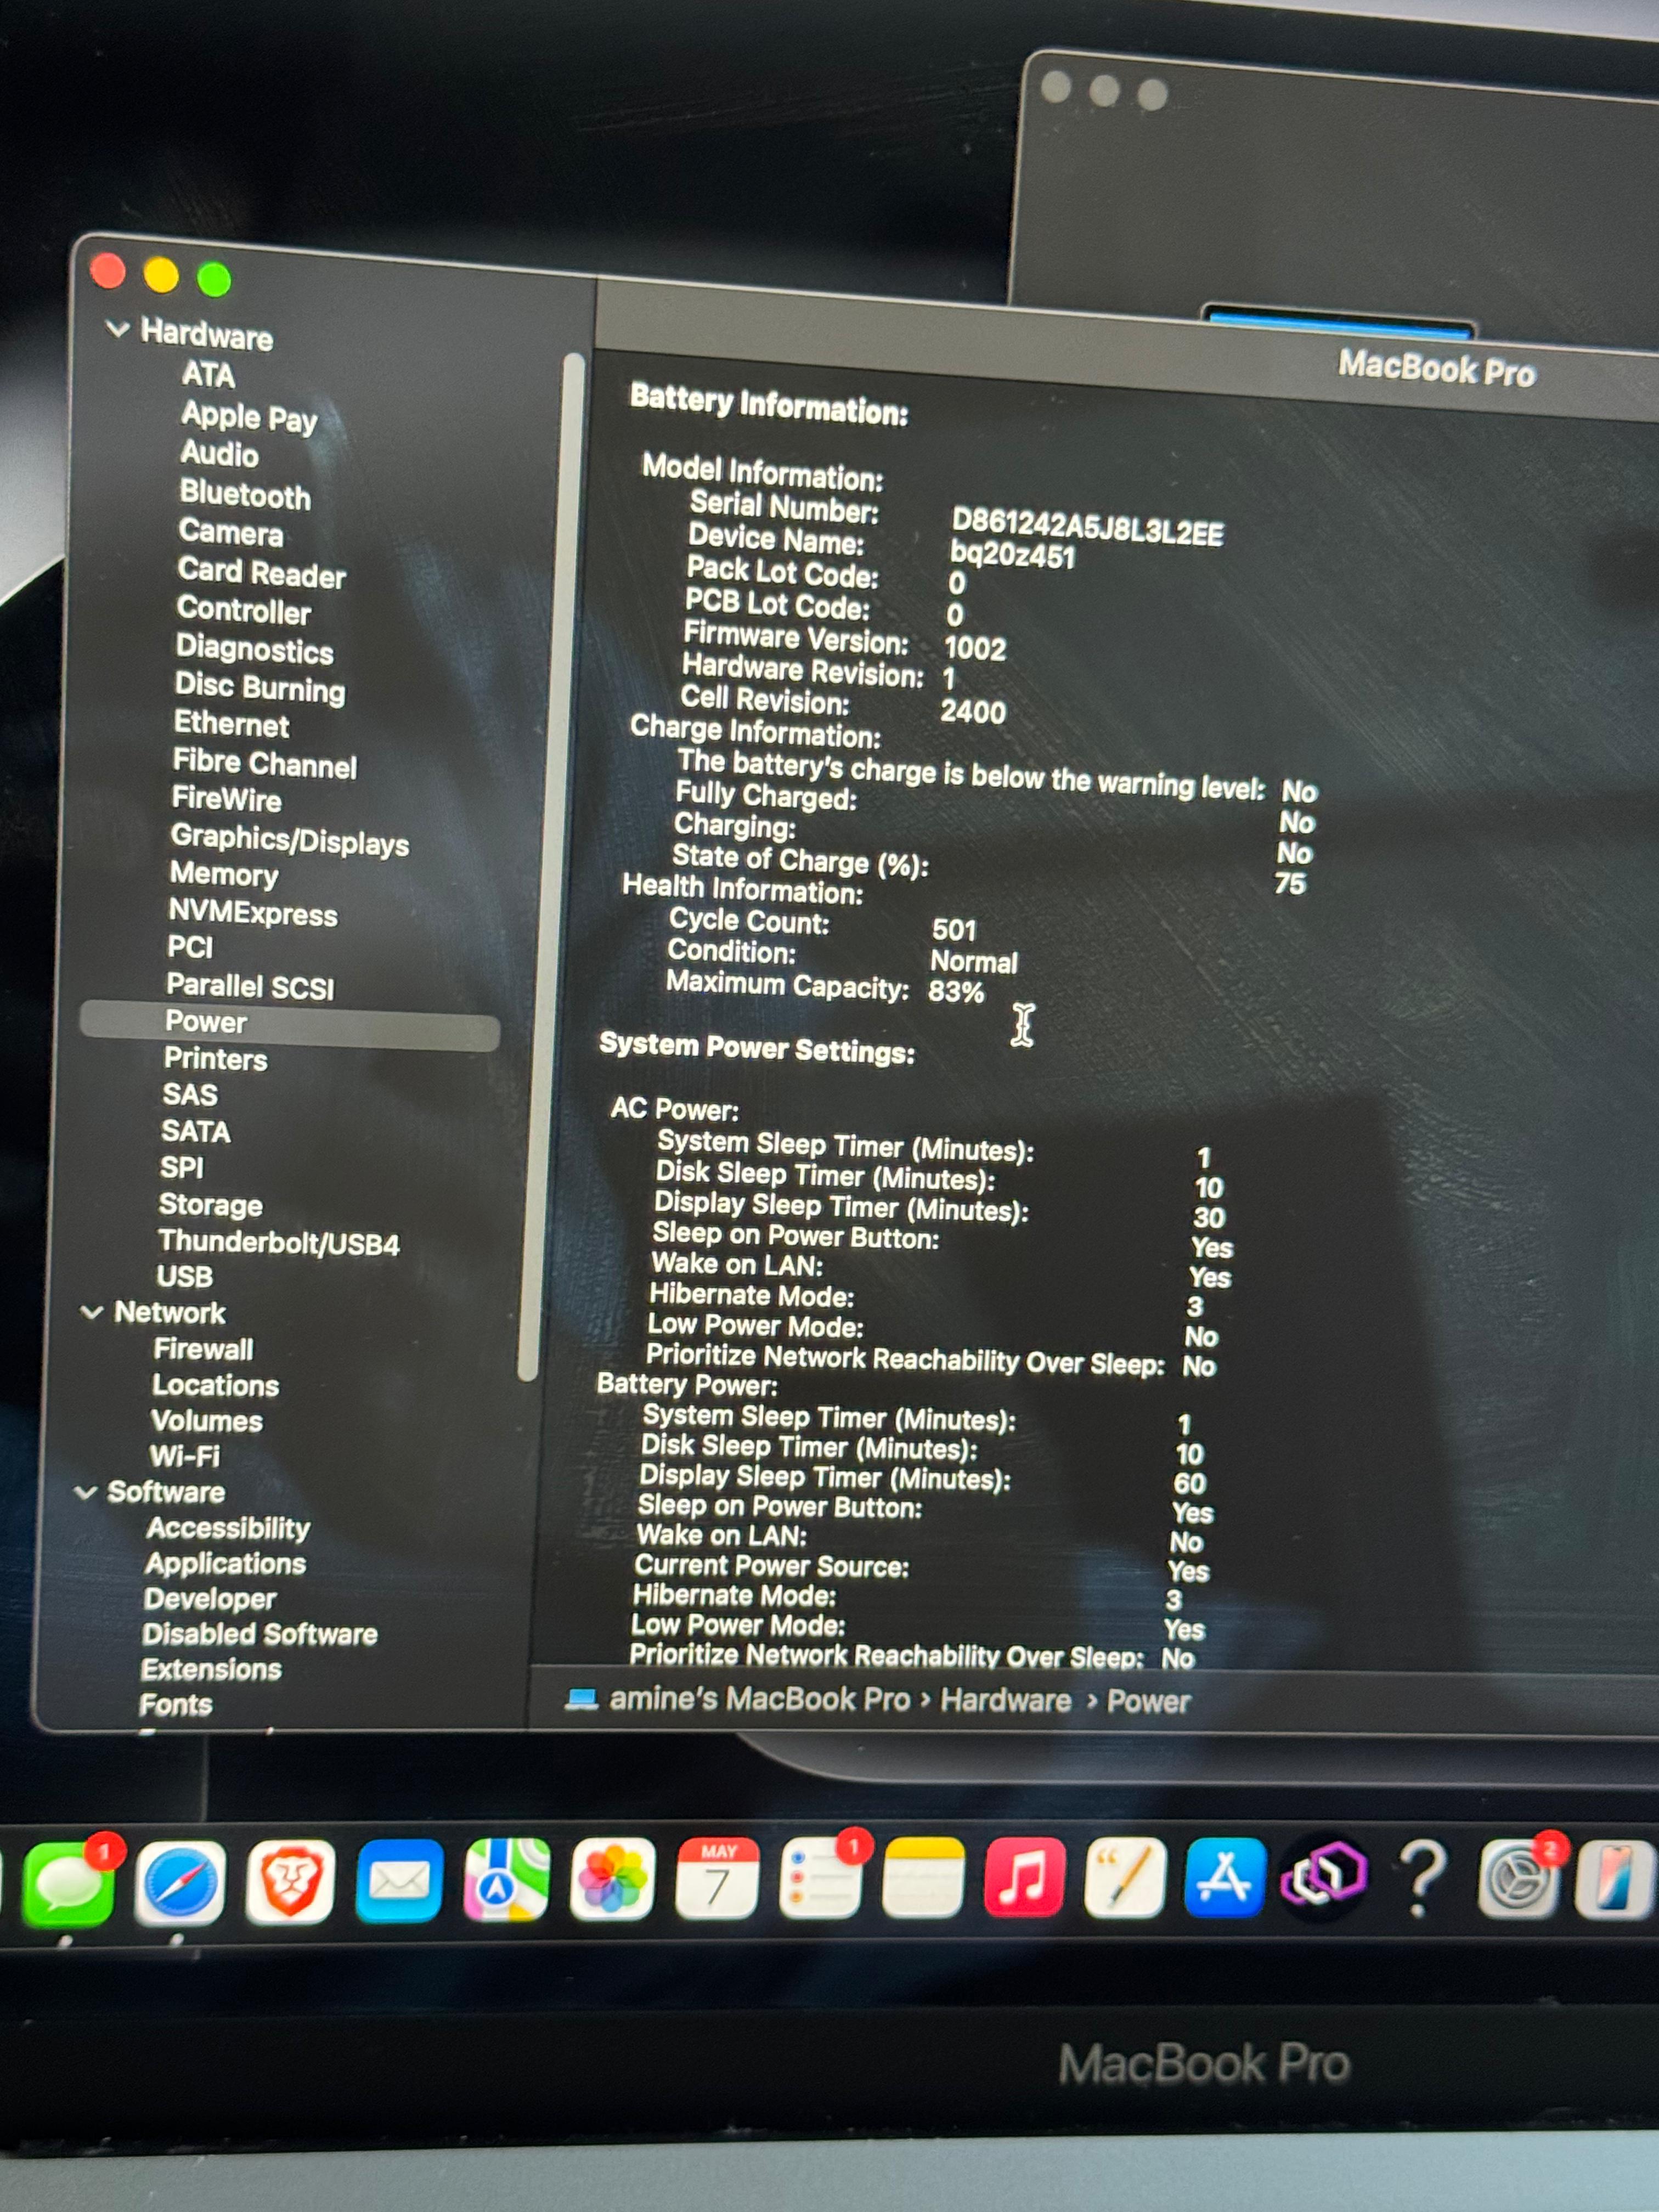 Hardware
ATA
Apple Pay
Audio
Bluetooth
Camera
Card Reader
Controller
Diagnostics
Disc Burning
Ethernet
Fibre Channel
FireWire
Graphics/Displays
Memory
NVMExpress
PCI
Parallel SCSI
Power
Printers
SAS
SATA
SPI
Storage
Thunderbolt/USB4
USB
Network
Firewall
Locations
Volumes
Wi-Fi
Software
Accessibility
Applications
Developer
Disabled Software
Extensions
Fonts
MacBook Pro
Battery Information:
Model Information:
Serial Number: D861242A5J8L3L2EE
Device Name: bq20z451
Pack Lot Code: 0
PCB Lot Code: 0
Firmware Version: 1002
Hardware Revision: 1
Cell Revision: 2400
Charge Information:
The battery's charge is below the warning level: No
Fully Charged: No
Charging: No
State of Charge (%): 75
Health Information:
Cycle Count: 501
Condition: Normal
Maximum Capacity: 83%
System Power Settings:
AC Power:
System Sleep Timer (Minutes): 1
Disk Sleep Timer (Minutes): 10
Display Sleep Timer (Minutes): 30
Sleep on Power Button: Yes
Wake on LAN: Yes
Hibernate Mode: 3
Low Power Mode: No
Prioritize Network Reachability Over Sleep: No
Battery Power:
System Sleep Timer (Minutes): 1
Disk Sleep Timer (Minutes): 10
Display Sleep Timer (Minutes): 60
Sleep on Power Button: Yes
Wake on LAN: No
Current Power Source: Yes
Hibernate Mode: 3
Low Power Mode: Yes
Prioritize Network Reachability Over Sleep: No
amine's MacBook Pro › Hardware › Power
1
MAY
7
1
2
MacBook Pro